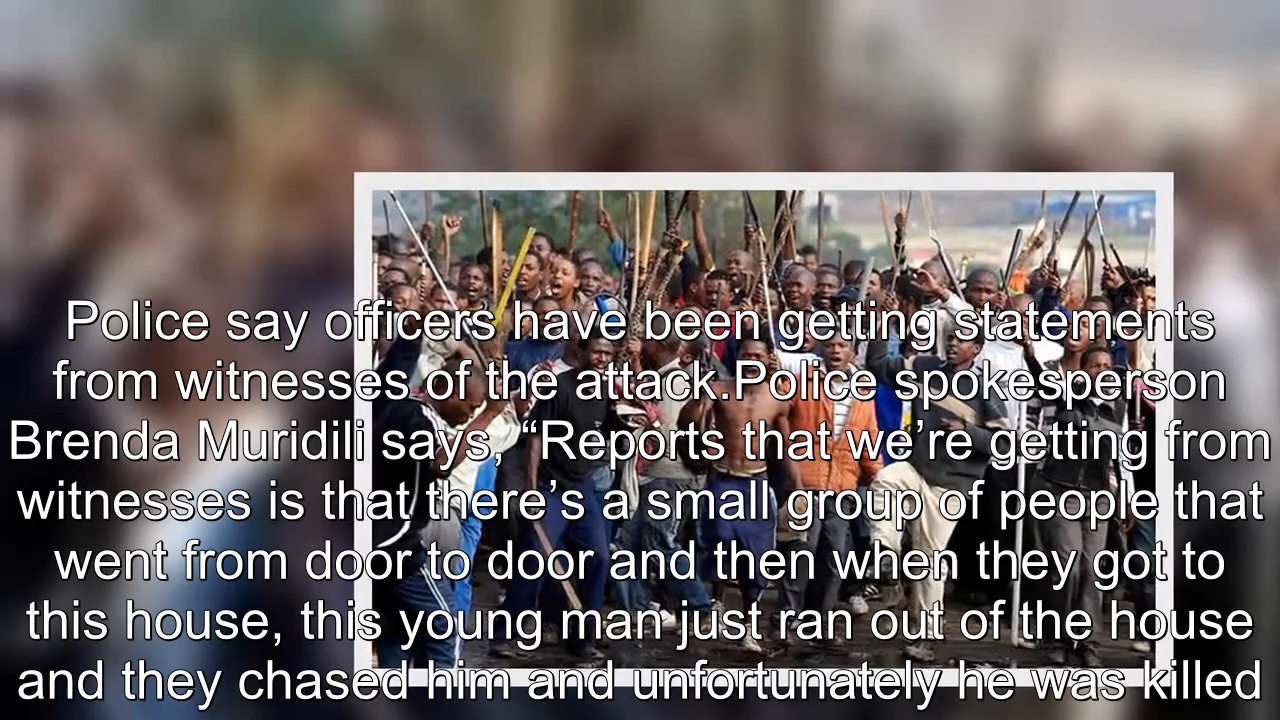 Police say officers have been getting statements
from witnesses of the attack.Police spokesperson
Brenda Muridili says, “Reports that we’re getting from
witnesses is that there’s a small group of people that
went from door to door and then when they got to
this house, this young man just ran out of the house
and they chased him and unfortunately he was killed